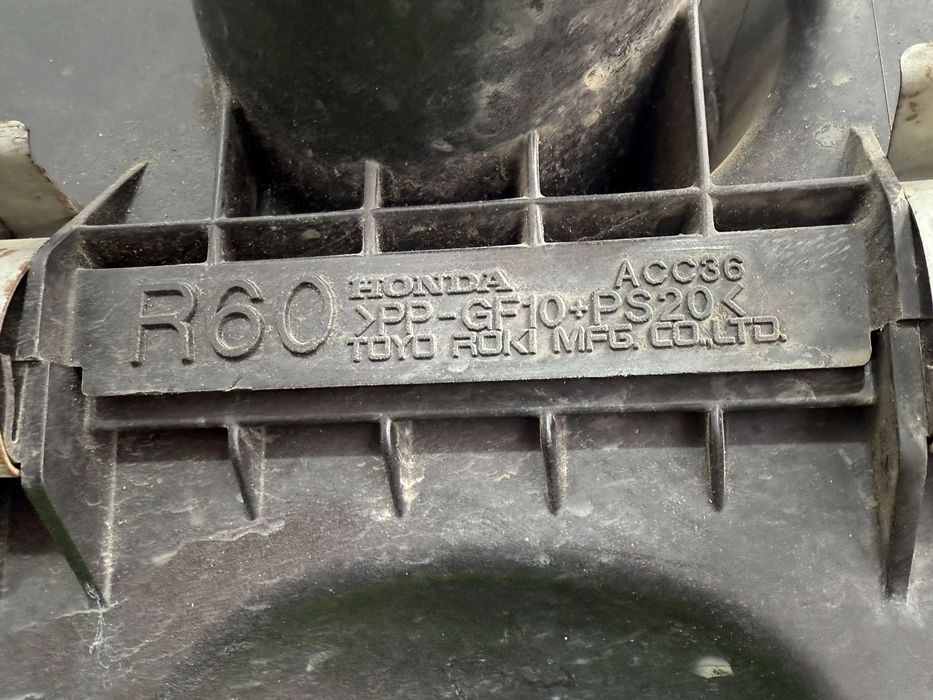 R60 HONDA ACC36
>PP-GF10+PS20<
TOYO ROKI MFG. CO.,LTD.